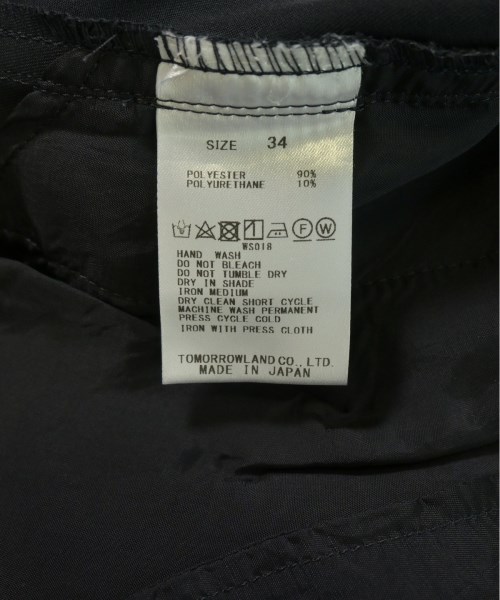 SIZE 34
POLYESTER 90%
POLYURETHANE 10%
F W
WS018
HAND WASH
DO NOT BLEACH
DO NOT TUMBLE DRY
DRY IN SHADE
IRON MEDIUM
DRY CLEAN SHORT CYCLE
MACHINE WASH PERMANENT
PRESS CYCLE COLD
IRON WITH PRESS CLOTH
TOMORROWLAND CO., LTD.
MADE IN JAPAN